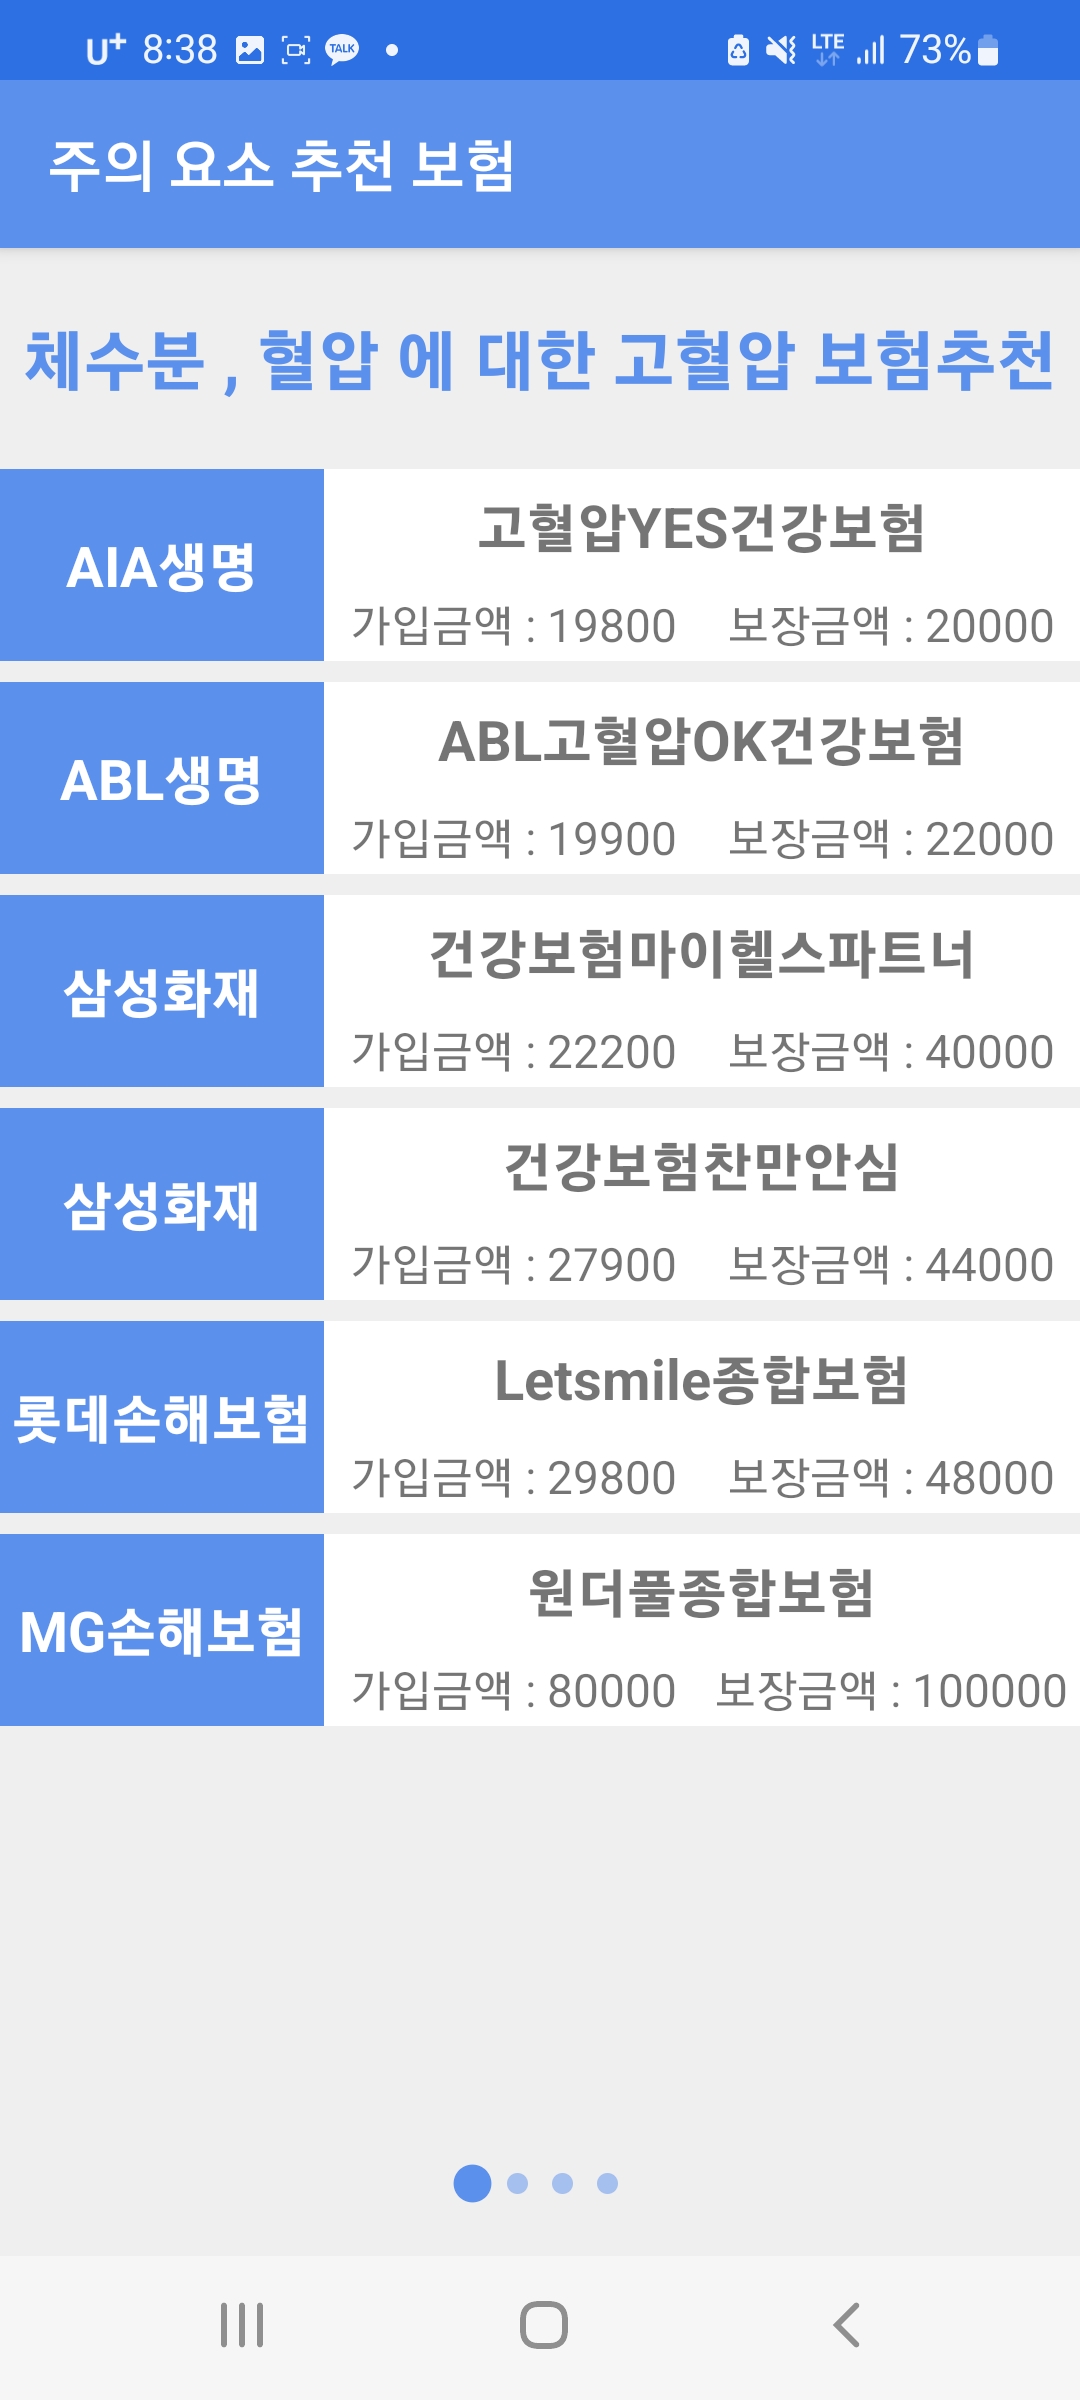 U+ 8:38 TALK LTE 73%
주의 요소 추천 보험
체수분 , 혈압 에 대한 고혈압 보험추천
AIA생명
고혈압YES건강보험
가입금액 : 19800 보장금액 : 20000
ABL생명
ABL고혈압OK건강보험
가입금액 : 19900 보장금액 : 22000
삼성화재
건강보험마이헬스파트너
가입금액 : 22200 보장금액 : 40000
삼성화재
건강보험찬만안심
가입금액 : 27900 보장금액 : 44000
롯데손해보험
Letsmile종합보험
가입금액 : 29800 보장금액 : 48000
MG손해보험
원더풀종합보험
가입금액 : 80000 보장금액 : 100000